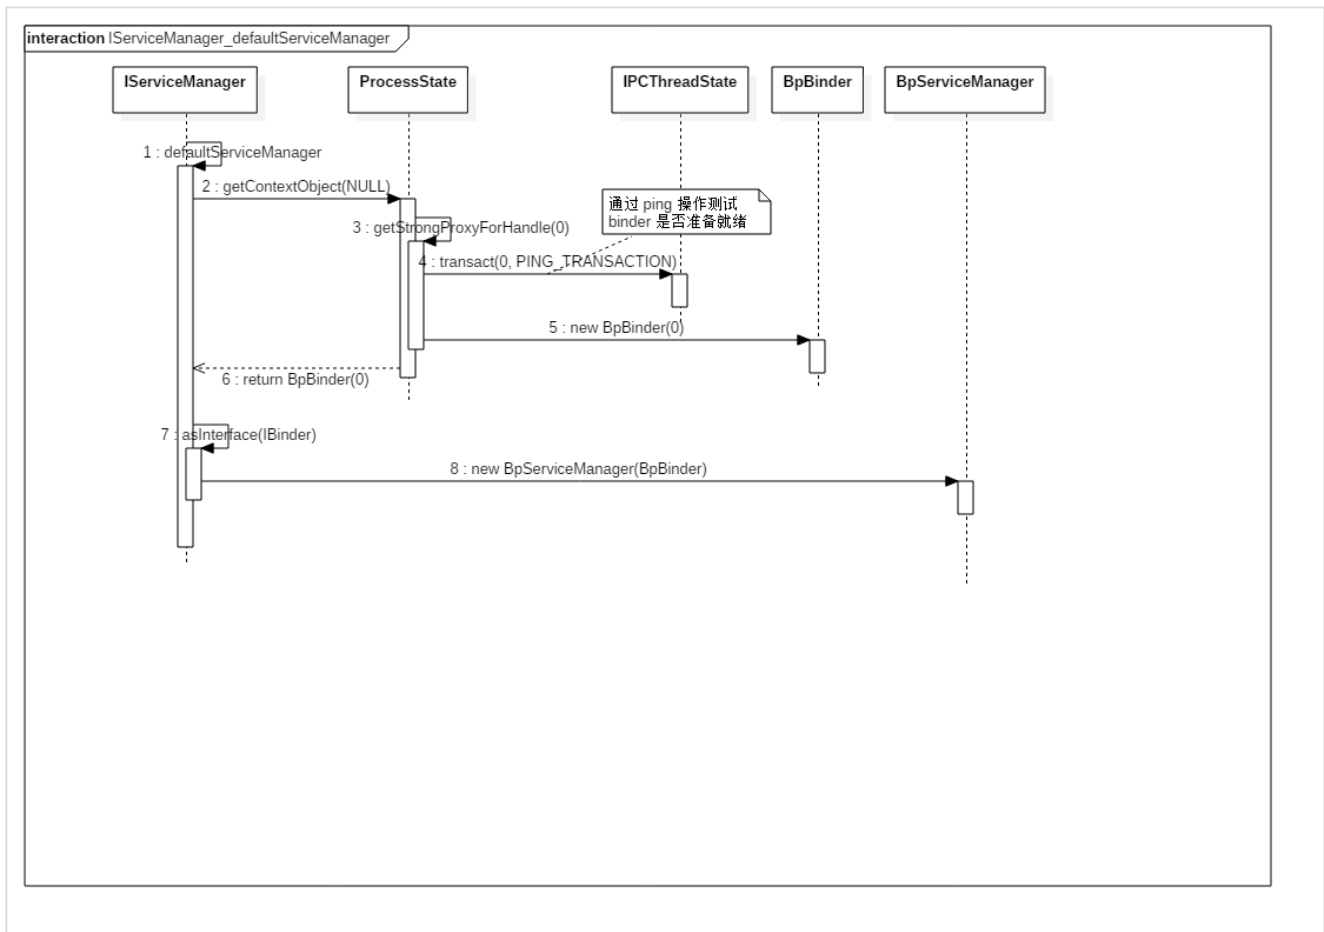 interaction IServiceManager_defaultServiceManager
IServiceManager
ProcessState
IPCThreadState
BpBinder
BpServiceManager
1 : defaultServiceManager
2 : getContextObject(NULL)
通过 ping 操作测试
binder 是否准备就绪
3 : getStrongProxyForHandle(0)
4 : transact(0, PING_TRANSACTION)
5 : new BpBinder(0)
6 : return BpBinder(0)
7 : asInterface(IBinder)
8 : new BpServiceManager(BpBinder)